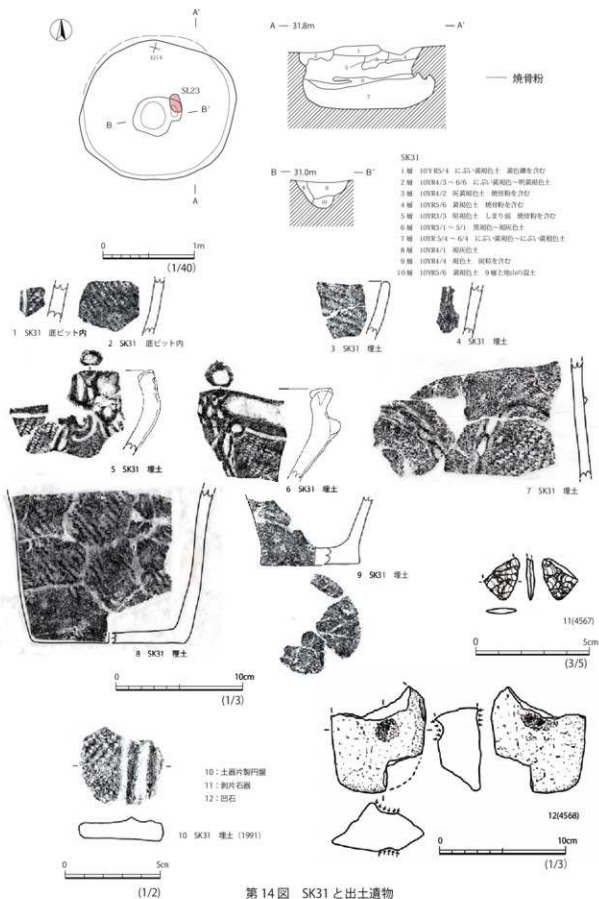 A'
A — 31.8m — A'
SL23
B — — B'
A
焼骨粉
B — 31.0m — B'
0 1m
(1/40)
SK31
1層 10YR5/4 にぶい黄褐色土 黄色礫を含む
2層 10YR4/3～6/6 にぶい黄褐色～明黄褐色土
3層 10YR4/2 灰黄褐色土 焼骨粉を含む
4層 10YR5/6 黄褐色土 焼骨粉を含む
5層 10YR3/3 暗褐色土 しまり弱 焼骨粉を含む
6層 10YR3/1～5/1 黒褐色～褐灰色土
7層 10YR 5/4～6/4 にぶい黄褐色～にぶい黄橙色土
8層 10YR4/1 褐灰色土
9層 10YR4/4 褐色土 炭粒を含む
10層 10YR5/6 黄褐色土 9層と地山の混土
1 SK31 底ピット内
2 SK31 底ピット内
3 SK31 埋土
4 SK31 埋土
5 SK31 埋土
6 SK31 埋土
7 SK31 埋土
8 SK31 覆土
9 SK31 埋土
0 10cm
(1/3)
11(4567)
0 5cm
(3/5)
10：土器片製円盤
11：剥片石器
12：凹石
10 SK31 埋土 (1991)
0 5cm
(1/2)
12(4568)
0 10cm
(1/3)
第14図 SK31と出土遺物